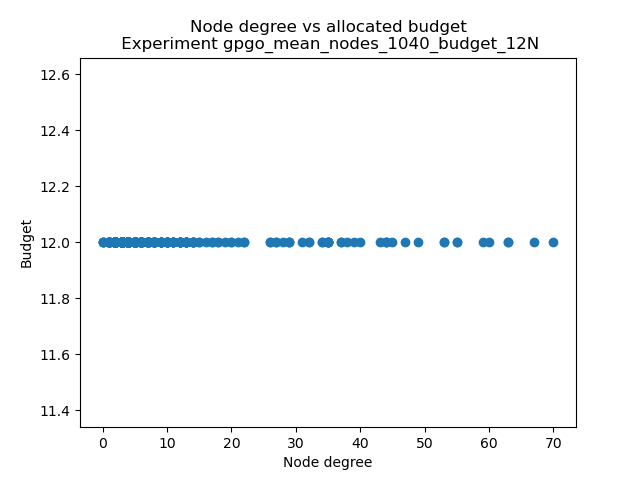 Node degree vs allocated budget
Experiment gpgo_mean_nodes_1040_budget_12N
12.6
12.4
12.2
12.0
11.8
11.6
11.4
Budget
0 10 20 30 40 50 60 70
Node degree